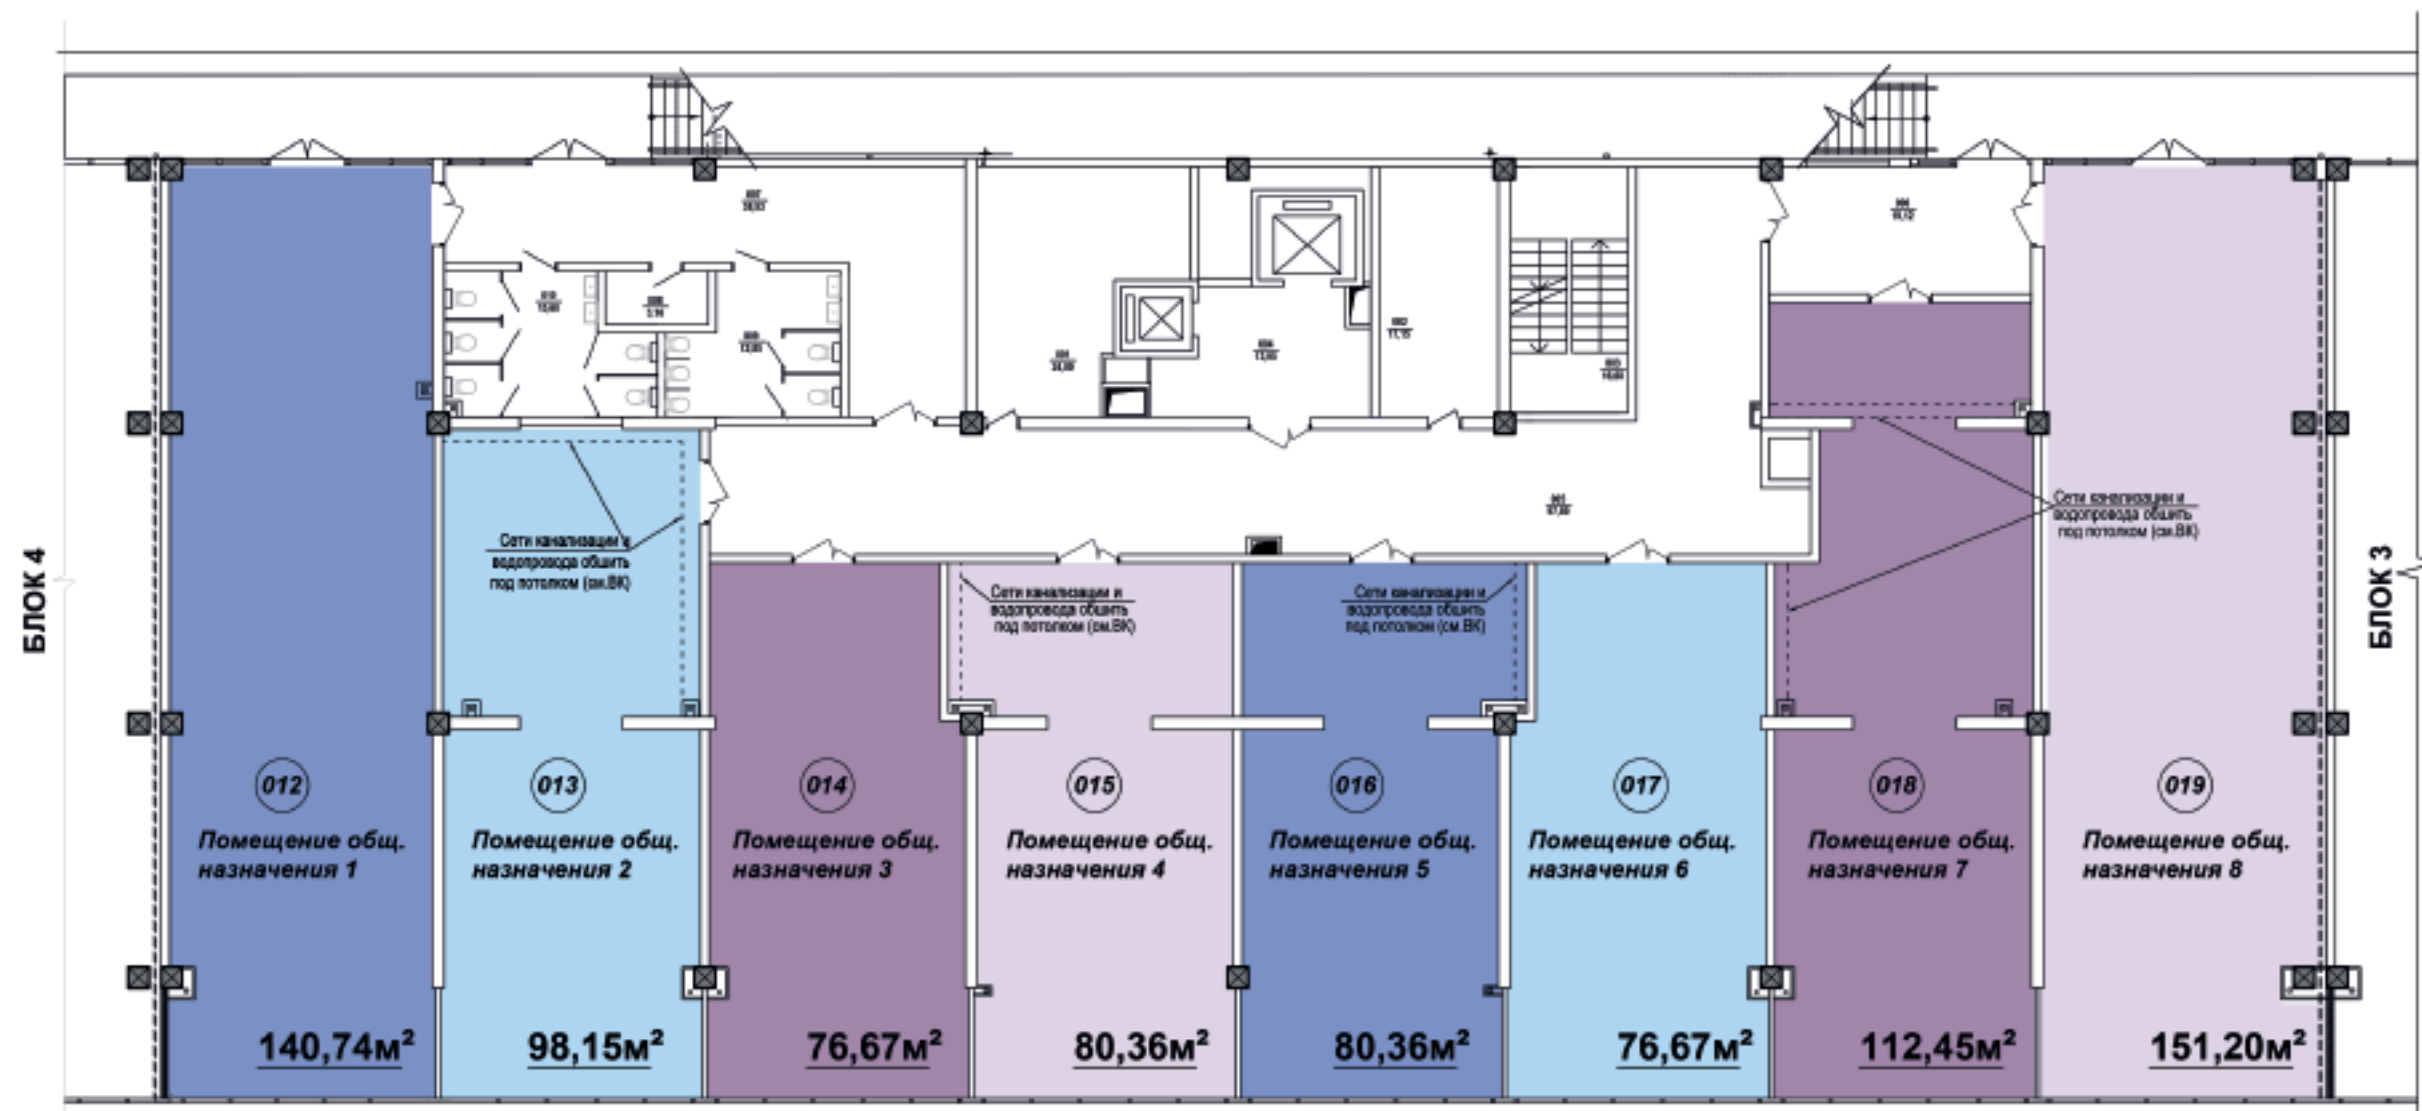 БЛОК 4
БЛОК 3
Сети канализации и
водопровода обшить
под потолком (см.ВК)
Сети канализации и
водопровода обшить
под потолком (см.ВК)
Сети канализации и
водопровода обшить
под потолком (см.ВК)
Сети канализации и
водопровода обшить
под потолком (см.ВК)
012
Помещение общ.
назначения 1
140,74м²
013
Помещение общ.
назначения 2
98,15м²
014
Помещение общ.
назначения 3
76,67м²
015
Помещение общ.
назначения 4
80,36м²
016
Помещение общ.
назначения 5
80,36м²
017
Помещение общ.
назначения 6
76,67м²
018
Помещение общ.
назначения 7
112,45м²
019
Помещение общ.
назначения 8
151,20м²